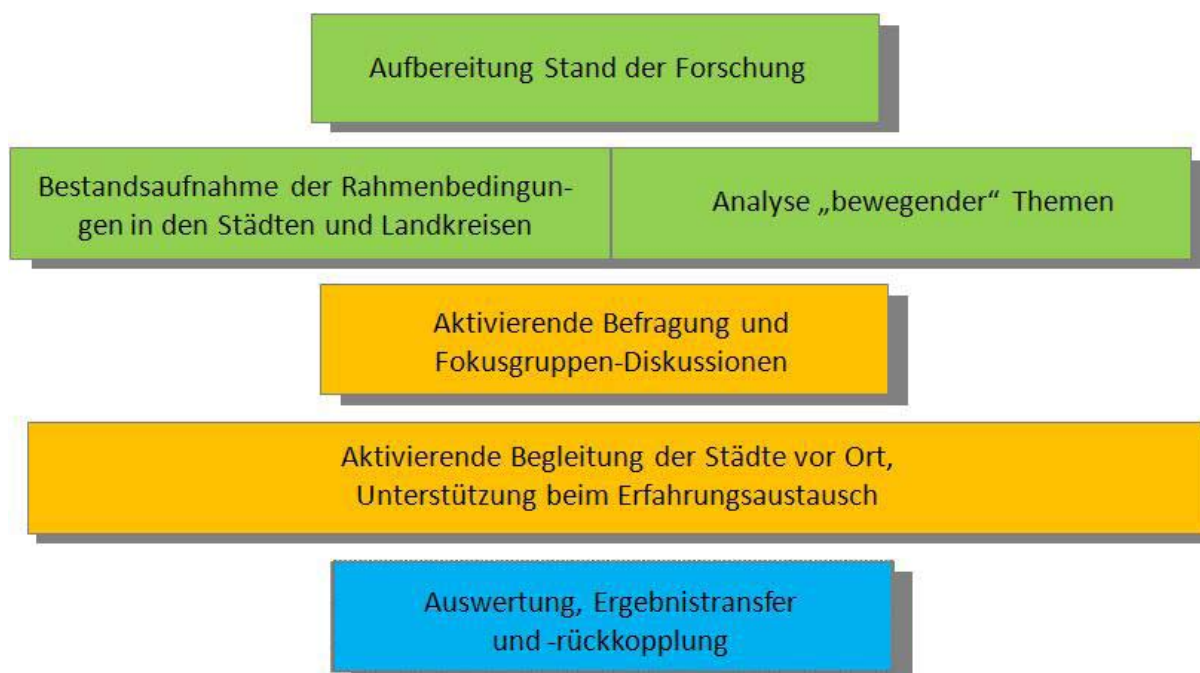 Aufbereitung Stand der Forschung
Bestandsaufnahme der Rahmenbedingun-
gen in den Städten und Landkreisen
Analyse „bewegender“ Themen
Aktivierende Befragung und
Fokusgruppen-Diskussionen
Aktivierende Begleitung der Städte vor Ort,
Unterstützung beim Erfahrungsaustausch
Auswertung, Ergebnistransfer
und -rückkopplung